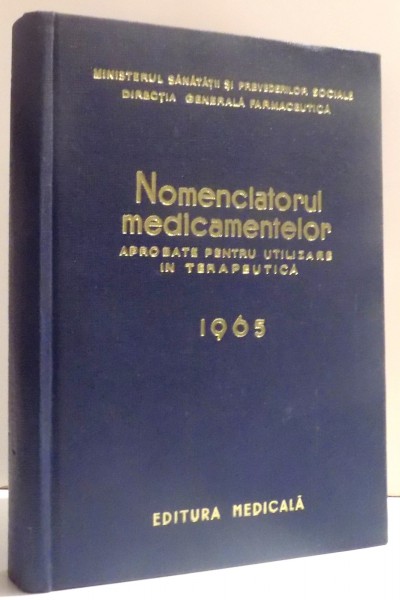 MINISTERUL SĂNĂTĂȚII ȘI PREVEDERILOR SOCIALE
DIRECȚIA GENERALĂ FARMACEUTICĂ
Nomenclatorul
medicamentelor
APROBATE PENTRU UTILIZARE
IN TERAPEUTICĂ
1965
EDITURA MEDICALĂ